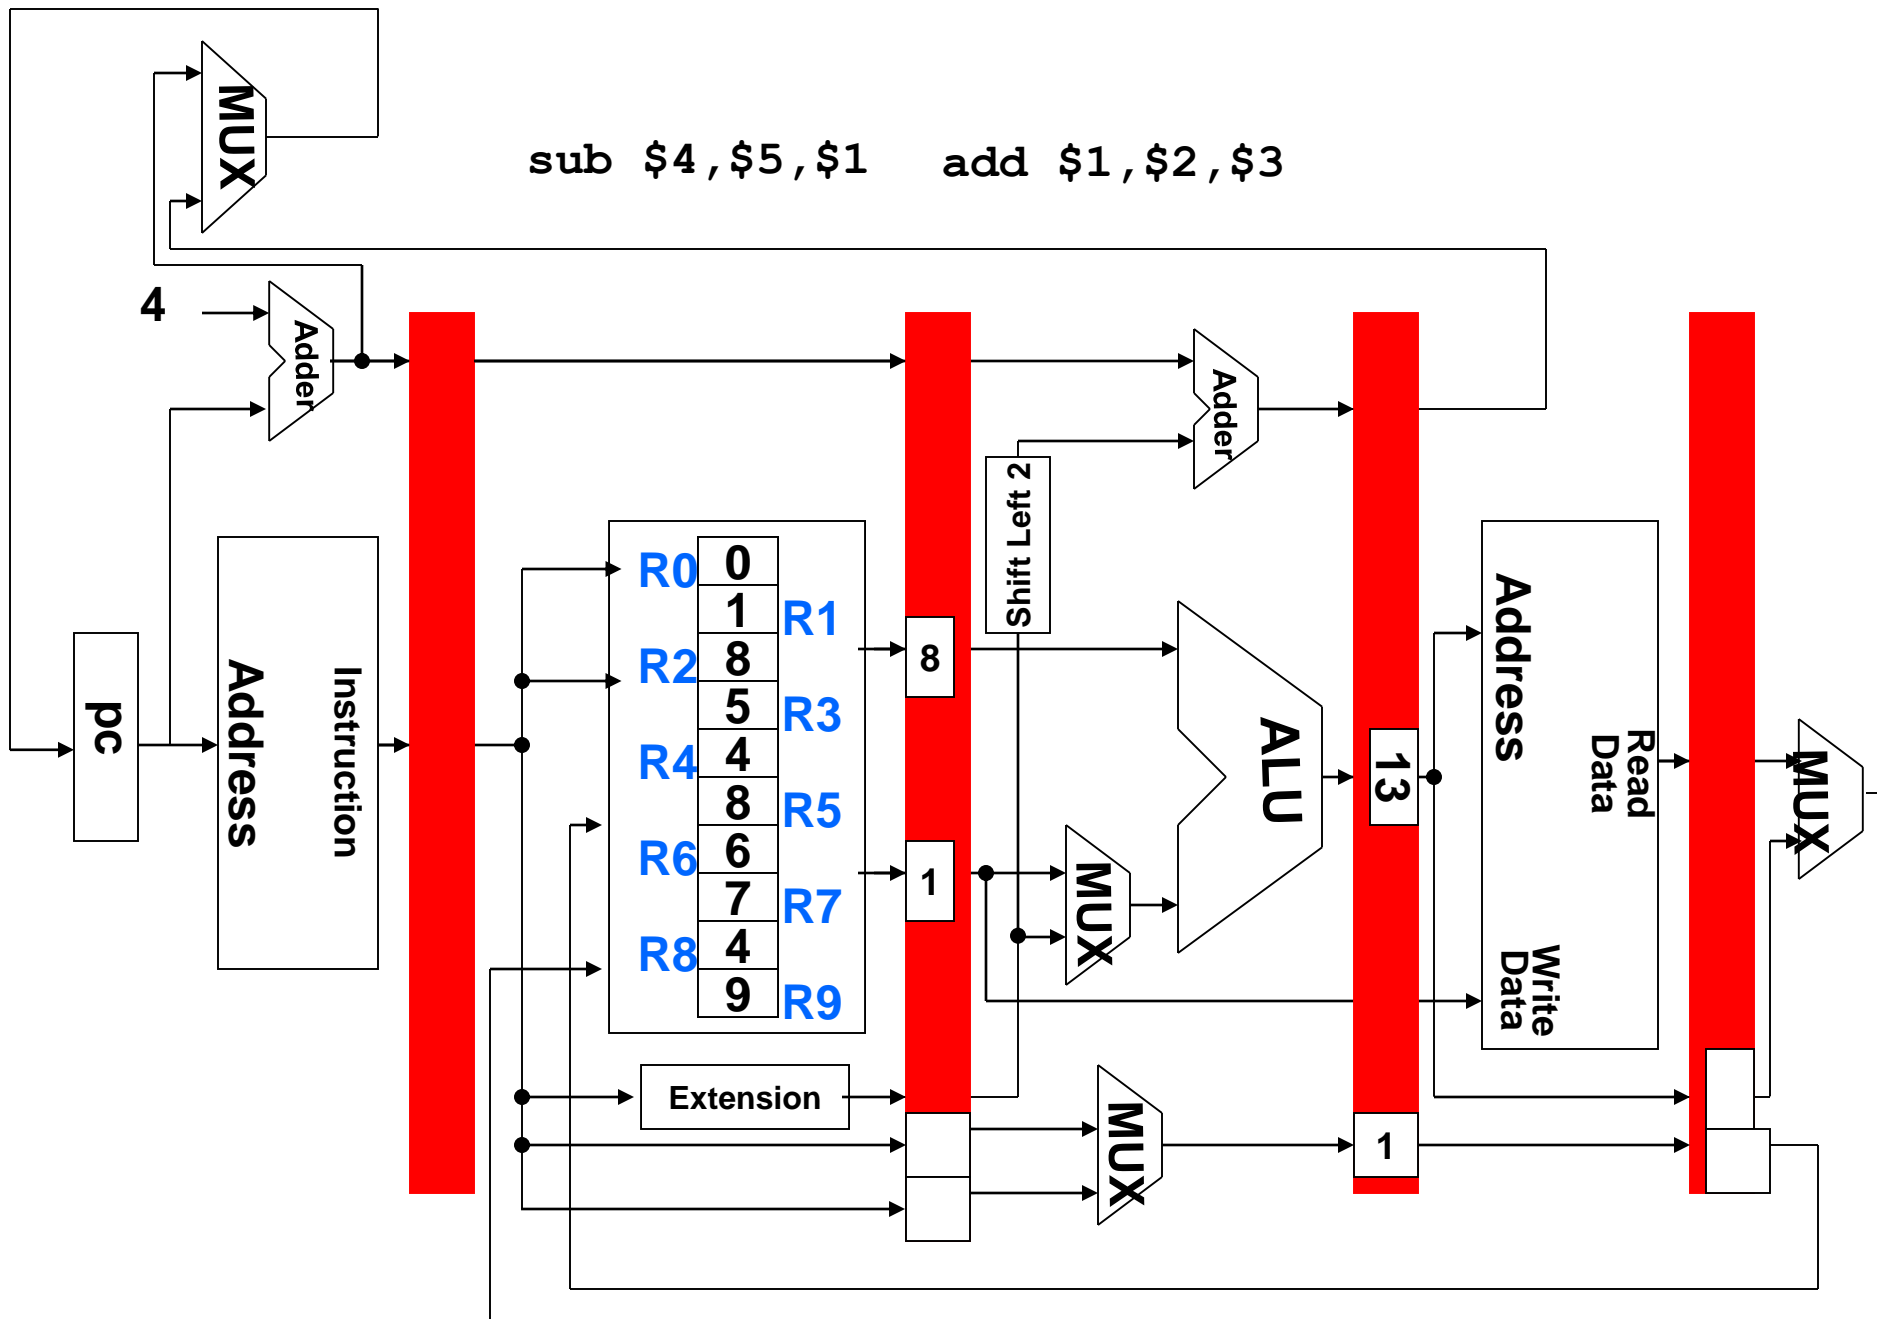 MUX
sub $4,$5,$1 add $1,$2,$3
4
Adder
Adder
Shift Left 2
pc
Address
Instruction
R0 0
1 R1
R2 8
5 R3
R4 4
8 R5
R6 6
7 R7
R8 4
9 R9
8
1
MUX
ALU
13
Address
Read
Data
Write
Data
MUX
Extension
MUX
1